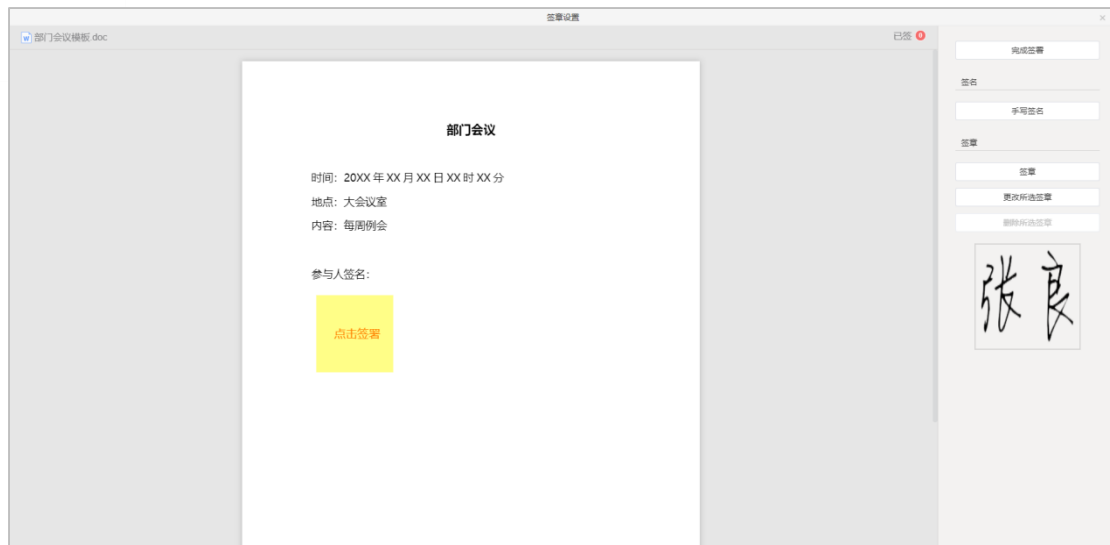 签章设置
部门会议模板.doc
已签 0
完成签署
签名
手写签名
签章
签章
更改所选签章
删除所选签章
张良
部门会议
时间：20XX 年 XX 月 XX 日 XX 时 XX 分
地点：大会议室
内容：每周例会
参与人签名：
点击签署